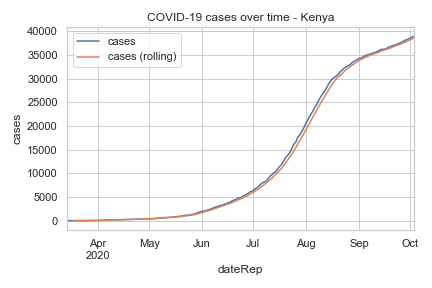 COVID-19 cases over time - Kenya
cases
cases (rolling)
40000
35000
30000
25000
20000
15000
10000
5000
0
cases
Apr May Jun Jul Aug Sep Oct
2020
dateRep